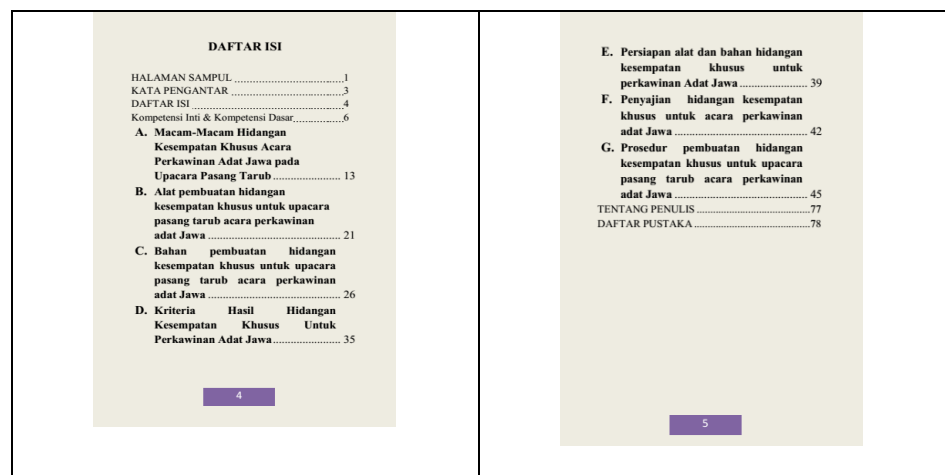 DAFTAR ISI
HALAMAN SAMPUL ..................................1
KATA PENGANTAR ..................................3
DAFTAR ISI ..............................................4
Kompetensi Inti & Kompetensi Dasar................6
A. Macam-Macam Hidangan
Kesempatan Khusus Acara
Perkawinan Adat Jawa pada
Upacara Pasang Tarub ....................... 13
B. Alat pembuatan hidangan
kesempatan khusus untuk upacara
pasang tarub acara perkawinan
adat Jawa ............................................. 21
C. Bahan pembuatan hidangan
kesempatan khusus untuk upacara
pasang tarub acara perkawinan
adat Jawa ............................................. 26
D. Kriteria Hasil Hidangan
Kesempatan Khusus Untuk
Perkawinan Adat Jawa ....................... 35
4
E. Persiapan alat dan bahan hidangan
kesempatan khusus untuk
perkawinan Adat Jawa ....................... 39
F. Penyajian hidangan kesempatan
khusus untuk acara perkawinan
adat Jawa ............................................. 42
G. Prosedur pembuatan hidangan
kesempatan khusus untuk upacara
pasang tarub acara perkawinan
adat Jawa ............................................. 45
TENTANG PENULIS .......................................77
DAFTAR PUSTAKA ........................................78
5